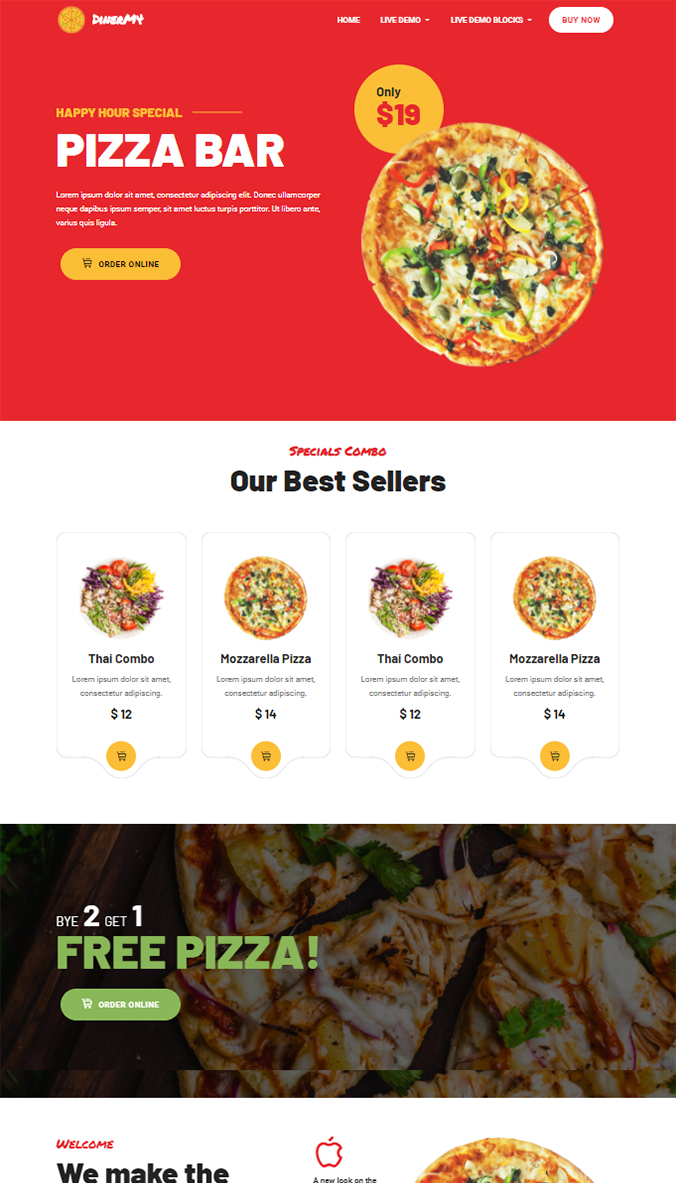 DINERMY
HOME LIVE DEMO LIVE DEMO BLOCKS BUY NOW
Only
$19
HAPPY HOUR SPECIAL
PIZZA BAR
Lorem ipsum dolor sit amet, consectetur adipiscing elit. Donec ullamcorper
neque dapibus ipsum semper, sit amet luctus turpis porttitor. Ut libero ante,
varius quis ligula.
ORDER ONLINE
Specials Combo
Our Best Sellers
Thai Combo
Lorem ipsum dolor sit amet,
consectetur adipiscing.
$ 12
Mozzarella Pizza
Lorem ipsum dolor sit amet,
consectetur adipiscing.
$ 14
Thai Combo
Lorem ipsum dolor sit amet,
consectetur adipiscing.
$ 12
Mozzarella Pizza
Lorem ipsum dolor sit amet,
consectetur adipiscing.
$ 14
BYE 2 GET 1
FREE PIZZA!
ORDER ONLINE
Welcome
We make the
A new look on the